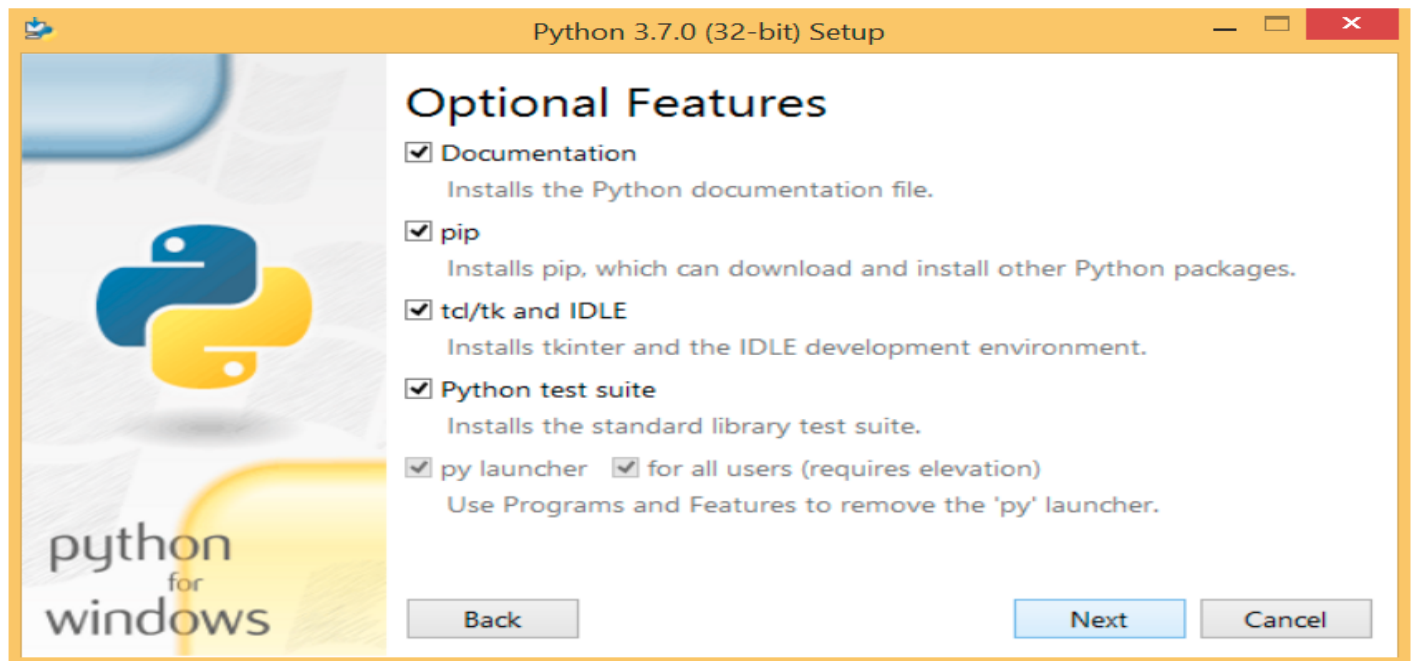 Python 3.7.0 (32-bit) Setup
Optional Features
Documentation
Installs the Python documentation file.
pip
Installs pip, which can download and install other Python packages.
tcl/tk and IDLE
Installs tkinter and the IDLE development environment.
Python test suite
Installs the standard library test suite.
py launcher for all users (requires elevation)
Use Programs and Features to remove the 'py' launcher.
python
for
windows
Back Next Cancel